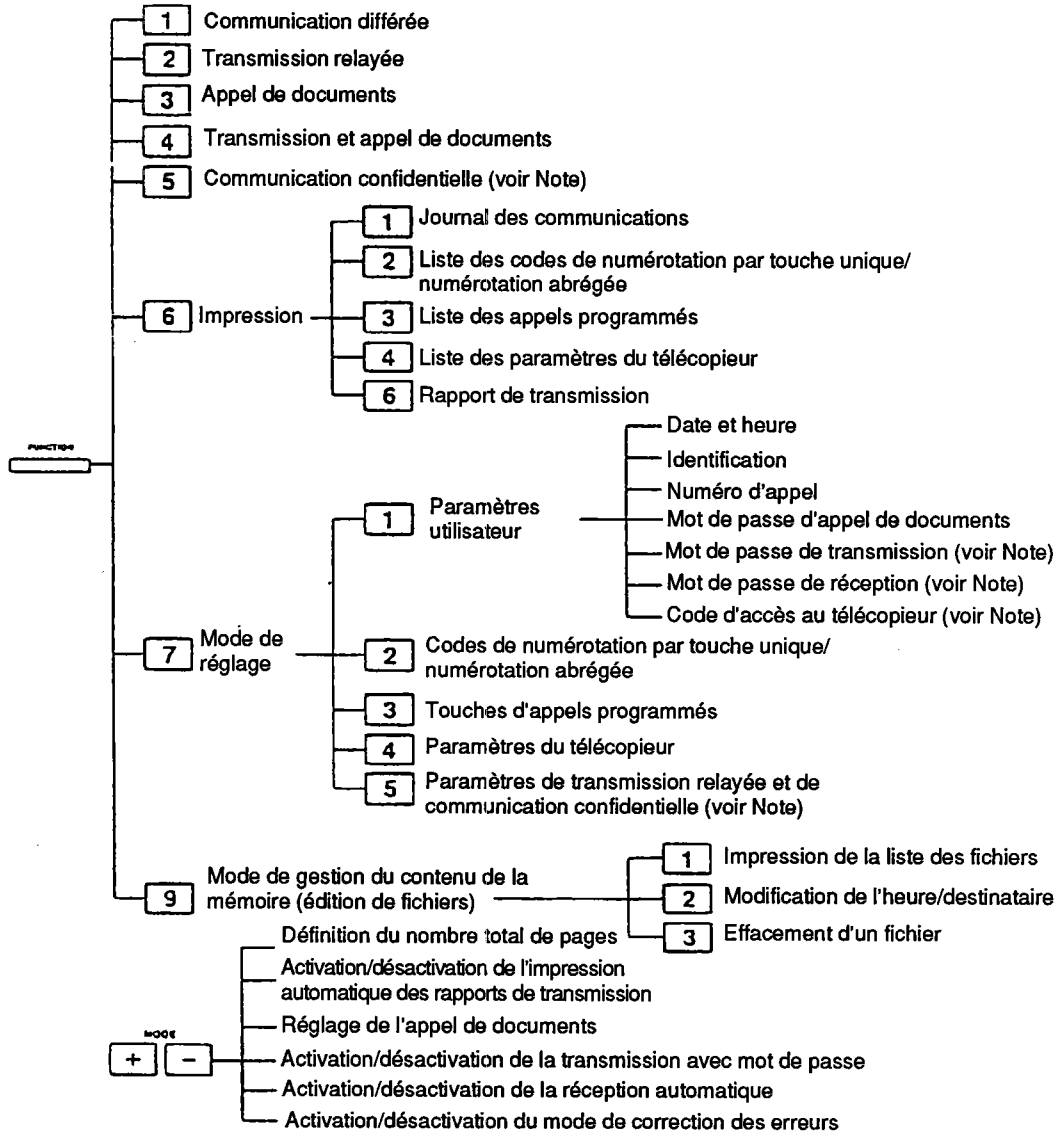 1 Communication différée
2 Transmission relayée
3 Appel de documents
4 Transmission et appel de documents
5 Communication confidentielle (voir Note)
6 Impression
1 Journal des communications
2 Liste des codes de numérotation par touche unique/
numérotation abrégée
3 Liste des appels programmés
4 Liste des paramètres du télécopieur
6 Rapport de transmission
FUNCTION
7 Mode de
réglage
1 Paramètres
utilisateur
Date et heure
Identification
Numéro d'appel
Mot de passe d'appel de documents
Mot de passe de transmission (voir Note)
Mot de passe de réception (voir Note)
Code d'accès au télécopieur (voir Note)
2 Codes de numérotation par touche unique/
numérotation abrégée
3 Touches d'appels programmés
4 Paramètres du télécopieur
5 Paramètres de transmission relayée et de
communication confidentielle (voir Note)
9 Mode de gestion du contenu de la
mémoire (édition de fichiers)
1 Impression de la liste des fichiers
2 Modification de l'heure/destinataire
3 Effacement d'un fichier
MODE
+ −
Définition du nombre total de pages
Activation/désactivation de l'impression
automatique des rapports de transmission
Réglage de l'appel de documents
Activation/désactivation de la transmission avec mot de passe
Activation/désactivation de la réception automatique
Activation/désactivation du mode de correction des erreurs